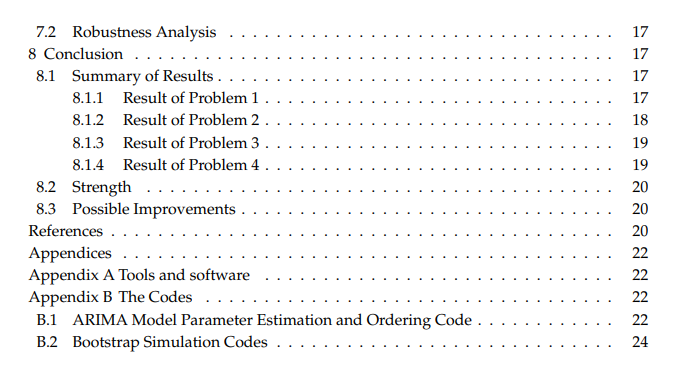 7.2 Robustness Analysis . . . . . . . . . . . . . . . . . . . . . . . . . . . . . . 17
8 Conclusion . . . . . . . . . . . . . . . . . . . . . . . . . . . . . . . . . . . . 17
8.1 Summary of Results . . . . . . . . . . . . . . . . . . . . . . . . . . . . . . 17
8.1.1 Result of Problem 1 . . . . . . . . . . . . . . . . . . . . . . . . . . . 17
8.1.2 Result of Problem 2 . . . . . . . . . . . . . . . . . . . . . . . . . . . 18
8.1.3 Result of Problem 3 . . . . . . . . . . . . . . . . . . . . . . . . . . . 19
8.1.4 Result of Problem 4 . . . . . . . . . . . . . . . . . . . . . . . . . . . 19
8.2 Strength . . . . . . . . . . . . . . . . . . . . . . . . . . . . . . . . . . . 20
8.3 Possible Improvements . . . . . . . . . . . . . . . . . . . . . . . . . . . . 20
References . . . . . . . . . . . . . . . . . . . . . . . . . . . . . . . . . . . . . 20
Appendices . . . . . . . . . . . . . . . . . . . . . . . . . . . . . . . . . . . . . 22
Appendix A Tools and software . . . . . . . . . . . . . . . . . . . . . . . . . . . 22
Appendix B The Codes . . . . . . . . . . . . . . . . . . . . . . . . . . . . . . . 22
B.1 ARIMA Model Parameter Estimation and Ordering Code . . . . . . . . . . . . 22
B.2 Bootstrap Simulation Codes . . . . . . . . . . . . . . . . . . . . . . . . . . 24